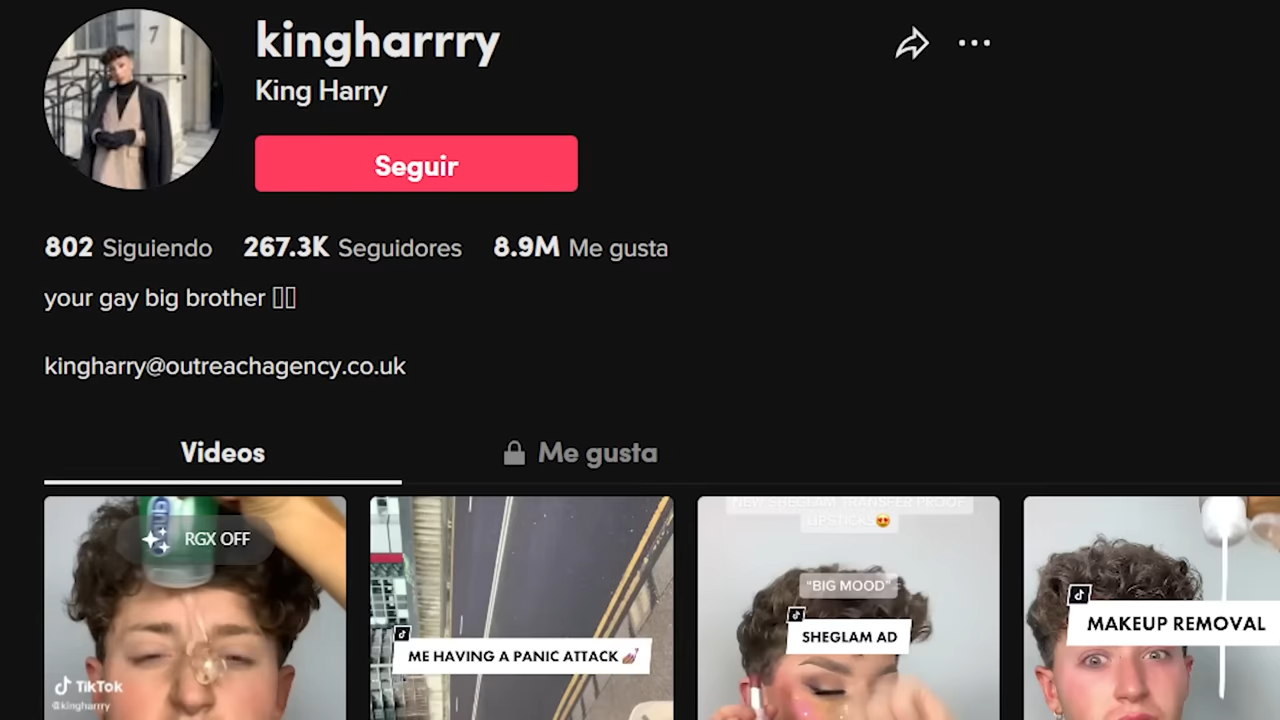 7
kingharrry
King Harry
Seguir
802 Siguiendo 267.3K Seguidores 8.9M Me gusta
your gay big brother
kingharry@outreachagency.co.uk
Videos Me gusta
RGX OFF
TikTok
@kingharrry
ME HAVING A PANIC ATTACK 💅🏻
NEW SHEGLAM TRANSFER PROOF
LIPSTICKS😍
"BIG MOOD"
SHEGLAM AD
MAKEUP REMOVAL